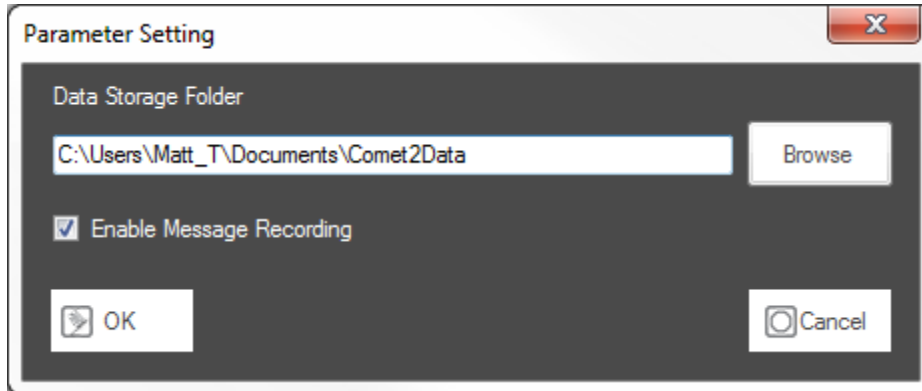 Parameter Setting
Data Storage Folder
C:\Users\Matt_T\Documents\Comet2Data
Browse
Enable Message Recording
OK
Cancel